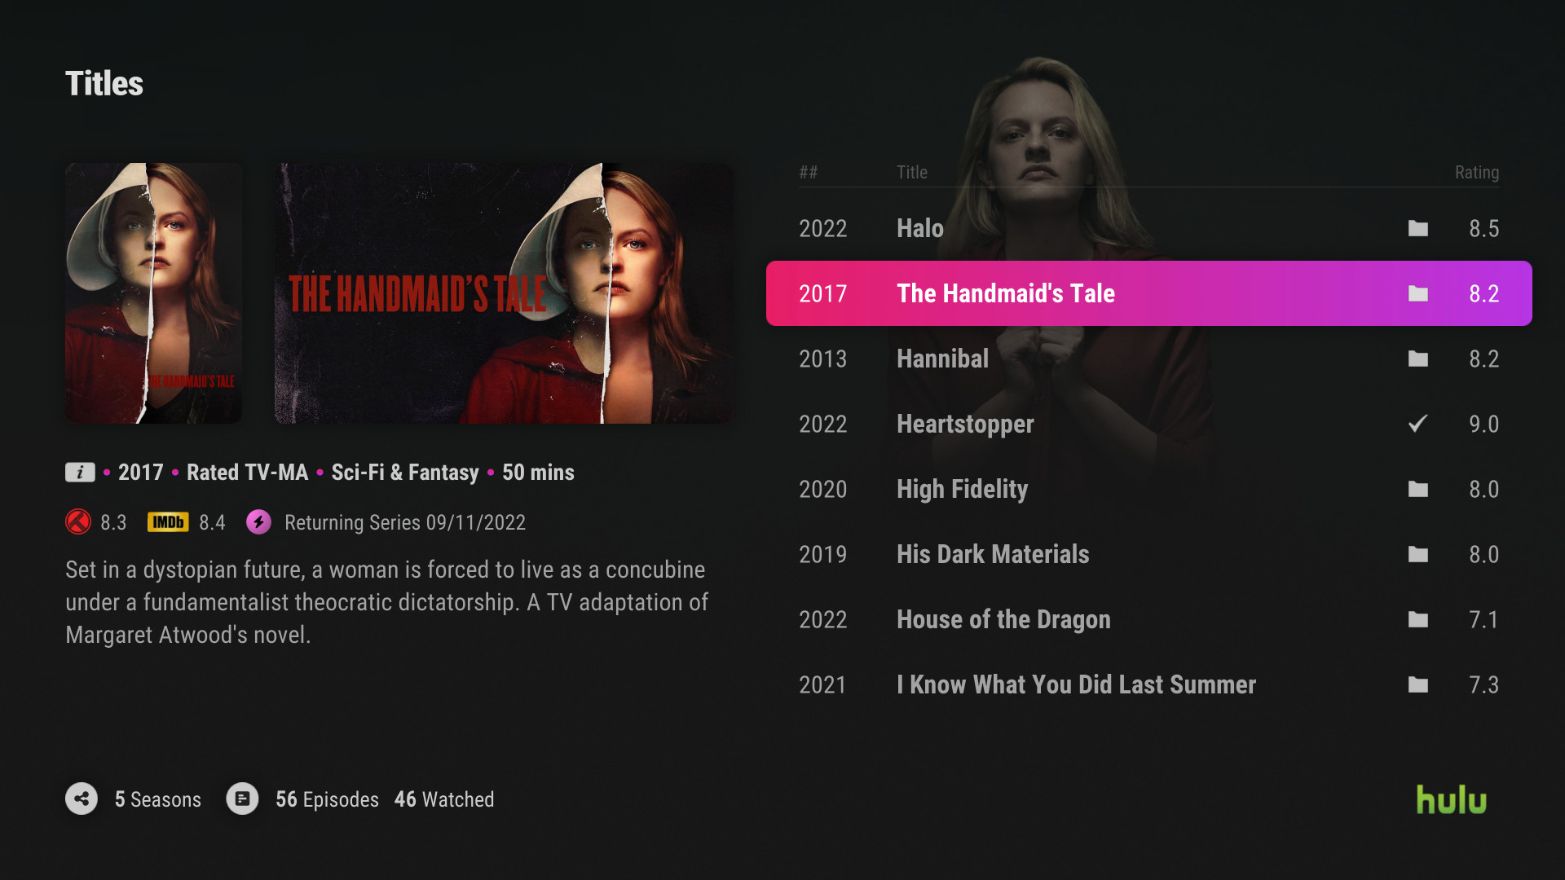 Titles
THE HANDMAID'S TALE
THE HANDMAID'S TALE
i • 2017 • Rated TV-MA • Sci-Fi & Fantasy • 50 mins
8.3 IMDb 8.4 Returning Series 09/11/2022
Set in a dystopian future, a woman is forced to live as a concubine
under a fundamentalist theocratic dictatorship. A TV adaptation of
Margaret Atwood's novel.
5 Seasons 56 Episodes 46 Watched
## Title Rating
2022 Halo 8.5
2017 The Handmaid's Tale 8.2
2013 Hannibal 8.2
2022 Heartstopper 9.0
2020 High Fidelity 8.0
2019 His Dark Materials 8.0
2022 House of the Dragon 7.1
2021 I Know What You Did Last Summer 7.3
hulu